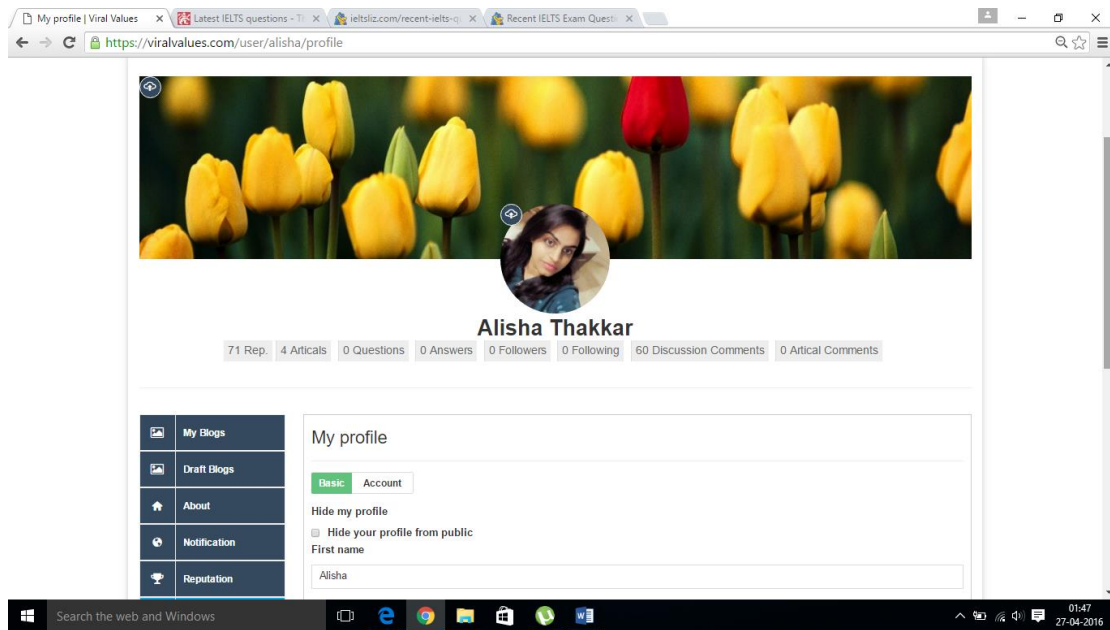 My profile | Viral Values
Latest IELTS questions - Th
ieltsliz.com/recent-ielts-qu
Recent IELTS Exam Questi
https://viralvalues.com/user/alisha/profile
Alisha Thakkar
71 Rep. 4 Articals 0 Questions 0 Answers 0 Followers 0 Following 60 Discussion Comments 0 Artical Comments
My Blogs
Draft Blogs
About
Notification
Reputation
My profile
Basic Account
Hide my profile
Hide your profile from public
First name
Alisha
Search the web and Windows
01:47
27-04-2016